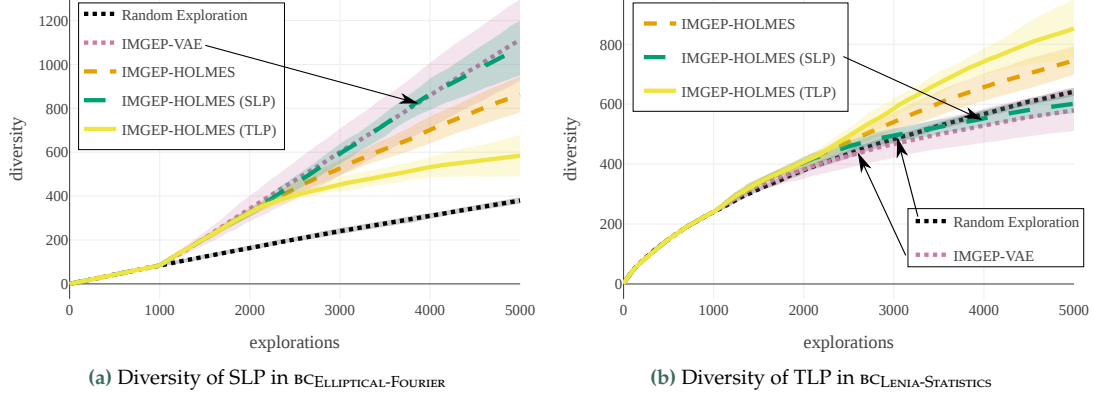 1200
1000
800
600
400
200
0
diversity
Random Exploration
IMGEP-VAE
IMGEP-HOLMES
IMGEP-HOLMES (SLP)
IMGEP-HOLMES (TLP)
0 1000 2000 3000 4000 5000
explorations
(a) Diversity of SLP in BCElliptical-Fourier
800
600
400
200
0
diversity
IMGEP-HOLMES
IMGEP-HOLMES (SLP)
IMGEP-HOLMES (TLP)
Random Exploration
IMGEP-VAE
0 1000 2000 3000 4000 5000
explorations
(b) Diversity of TLP in BCLenia-Statistics